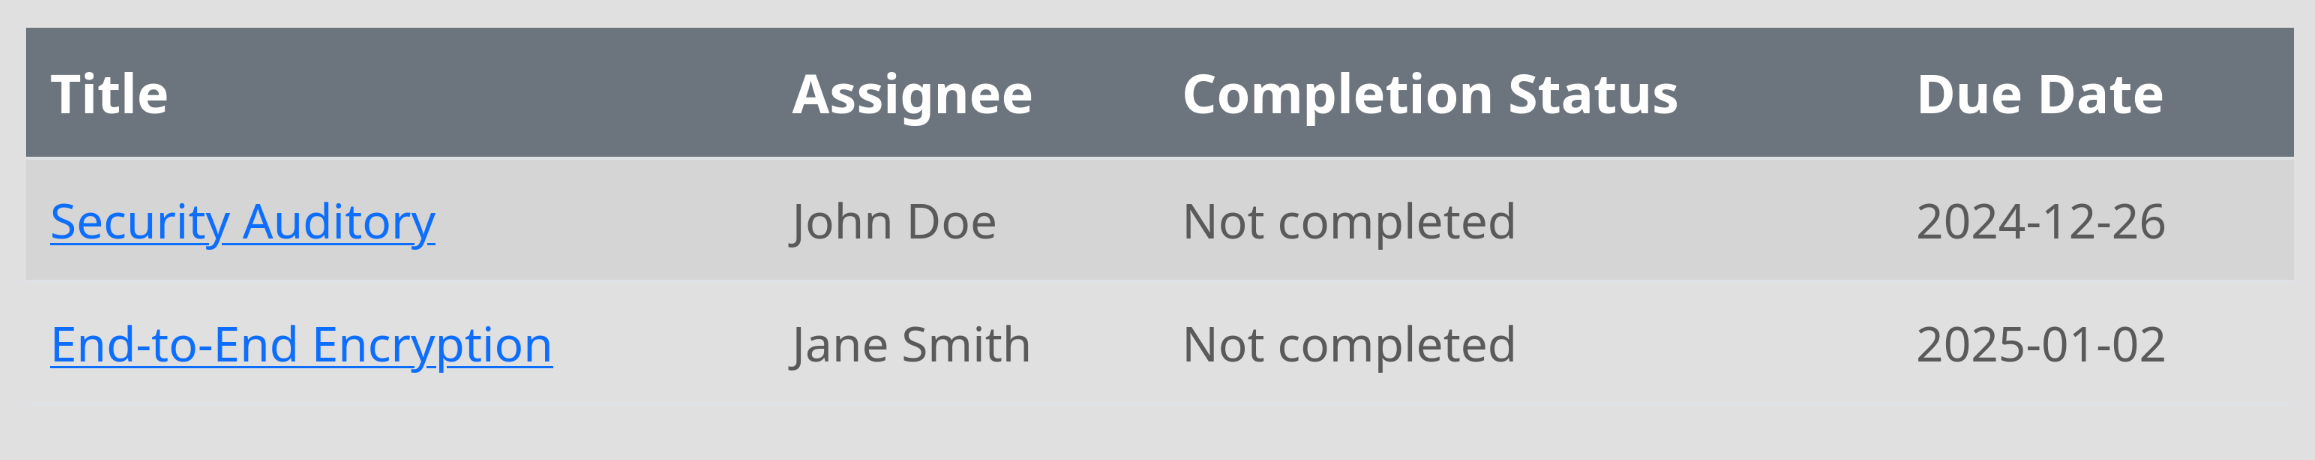 Title Assignee Completion Status Due Date
Security Auditory John Doe Not completed 2024-12-26
End-to-End Encryption Jane Smith Not completed 2025-01-02